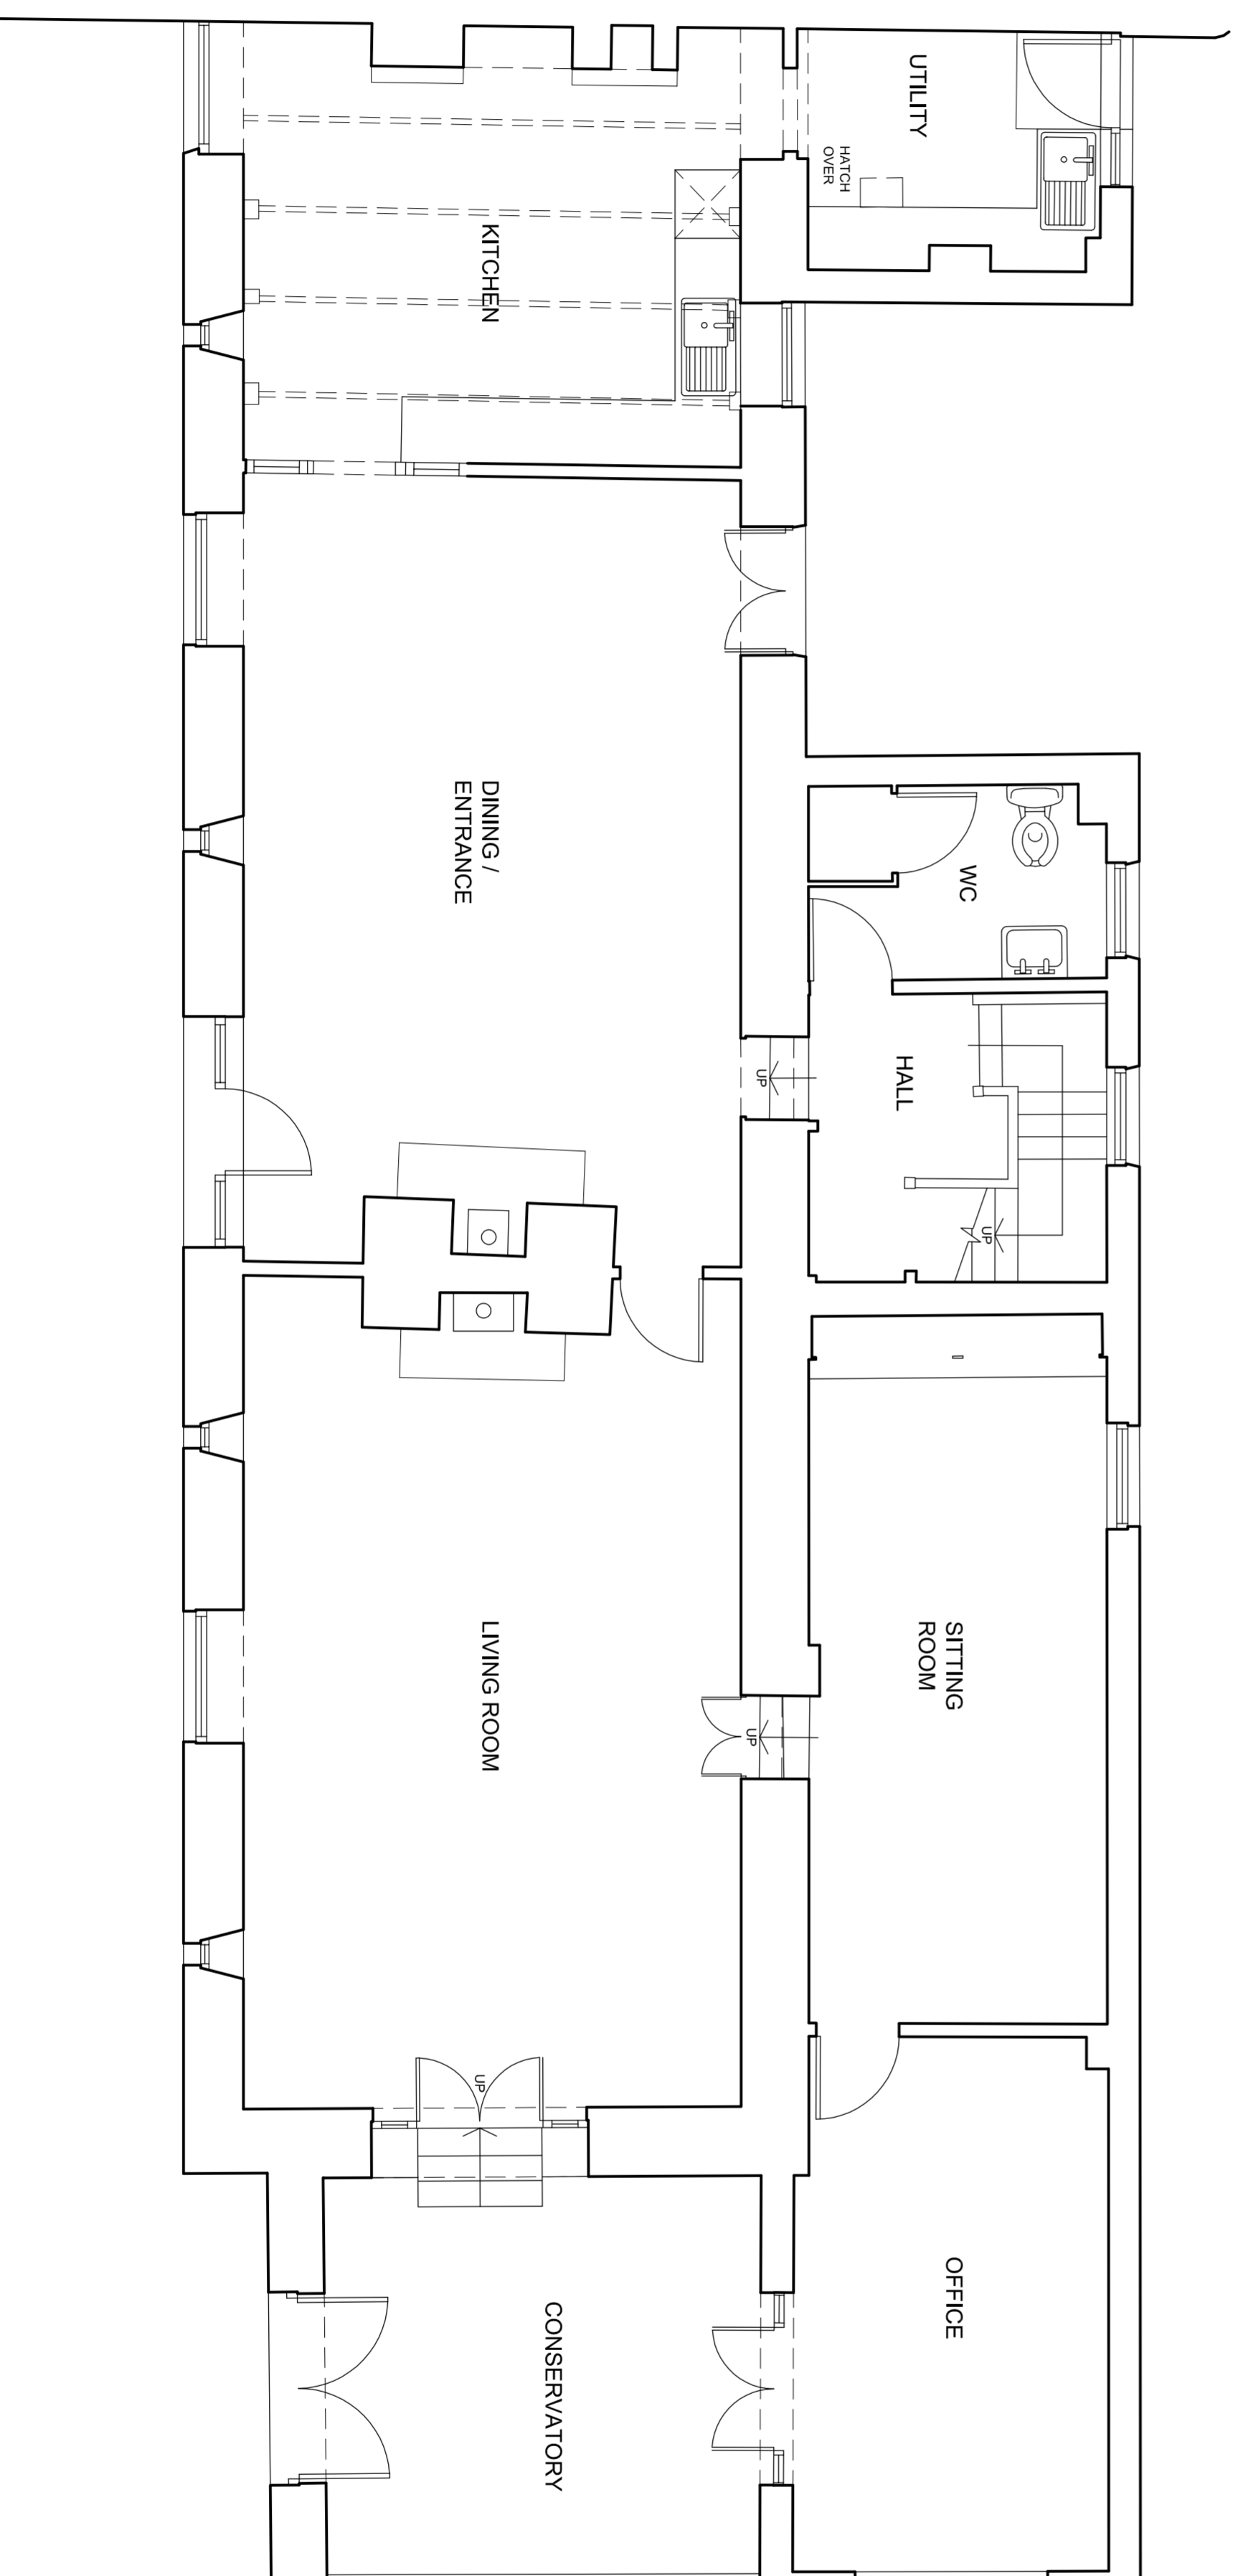 UTILITY
HATCH
OVER
KITCHEN
DINING /
ENTRANCE
WC
HALL
UP
UP
SITTING
ROOM
LIVING ROOM
UP
UP
OFFICE
CONSERVATORY